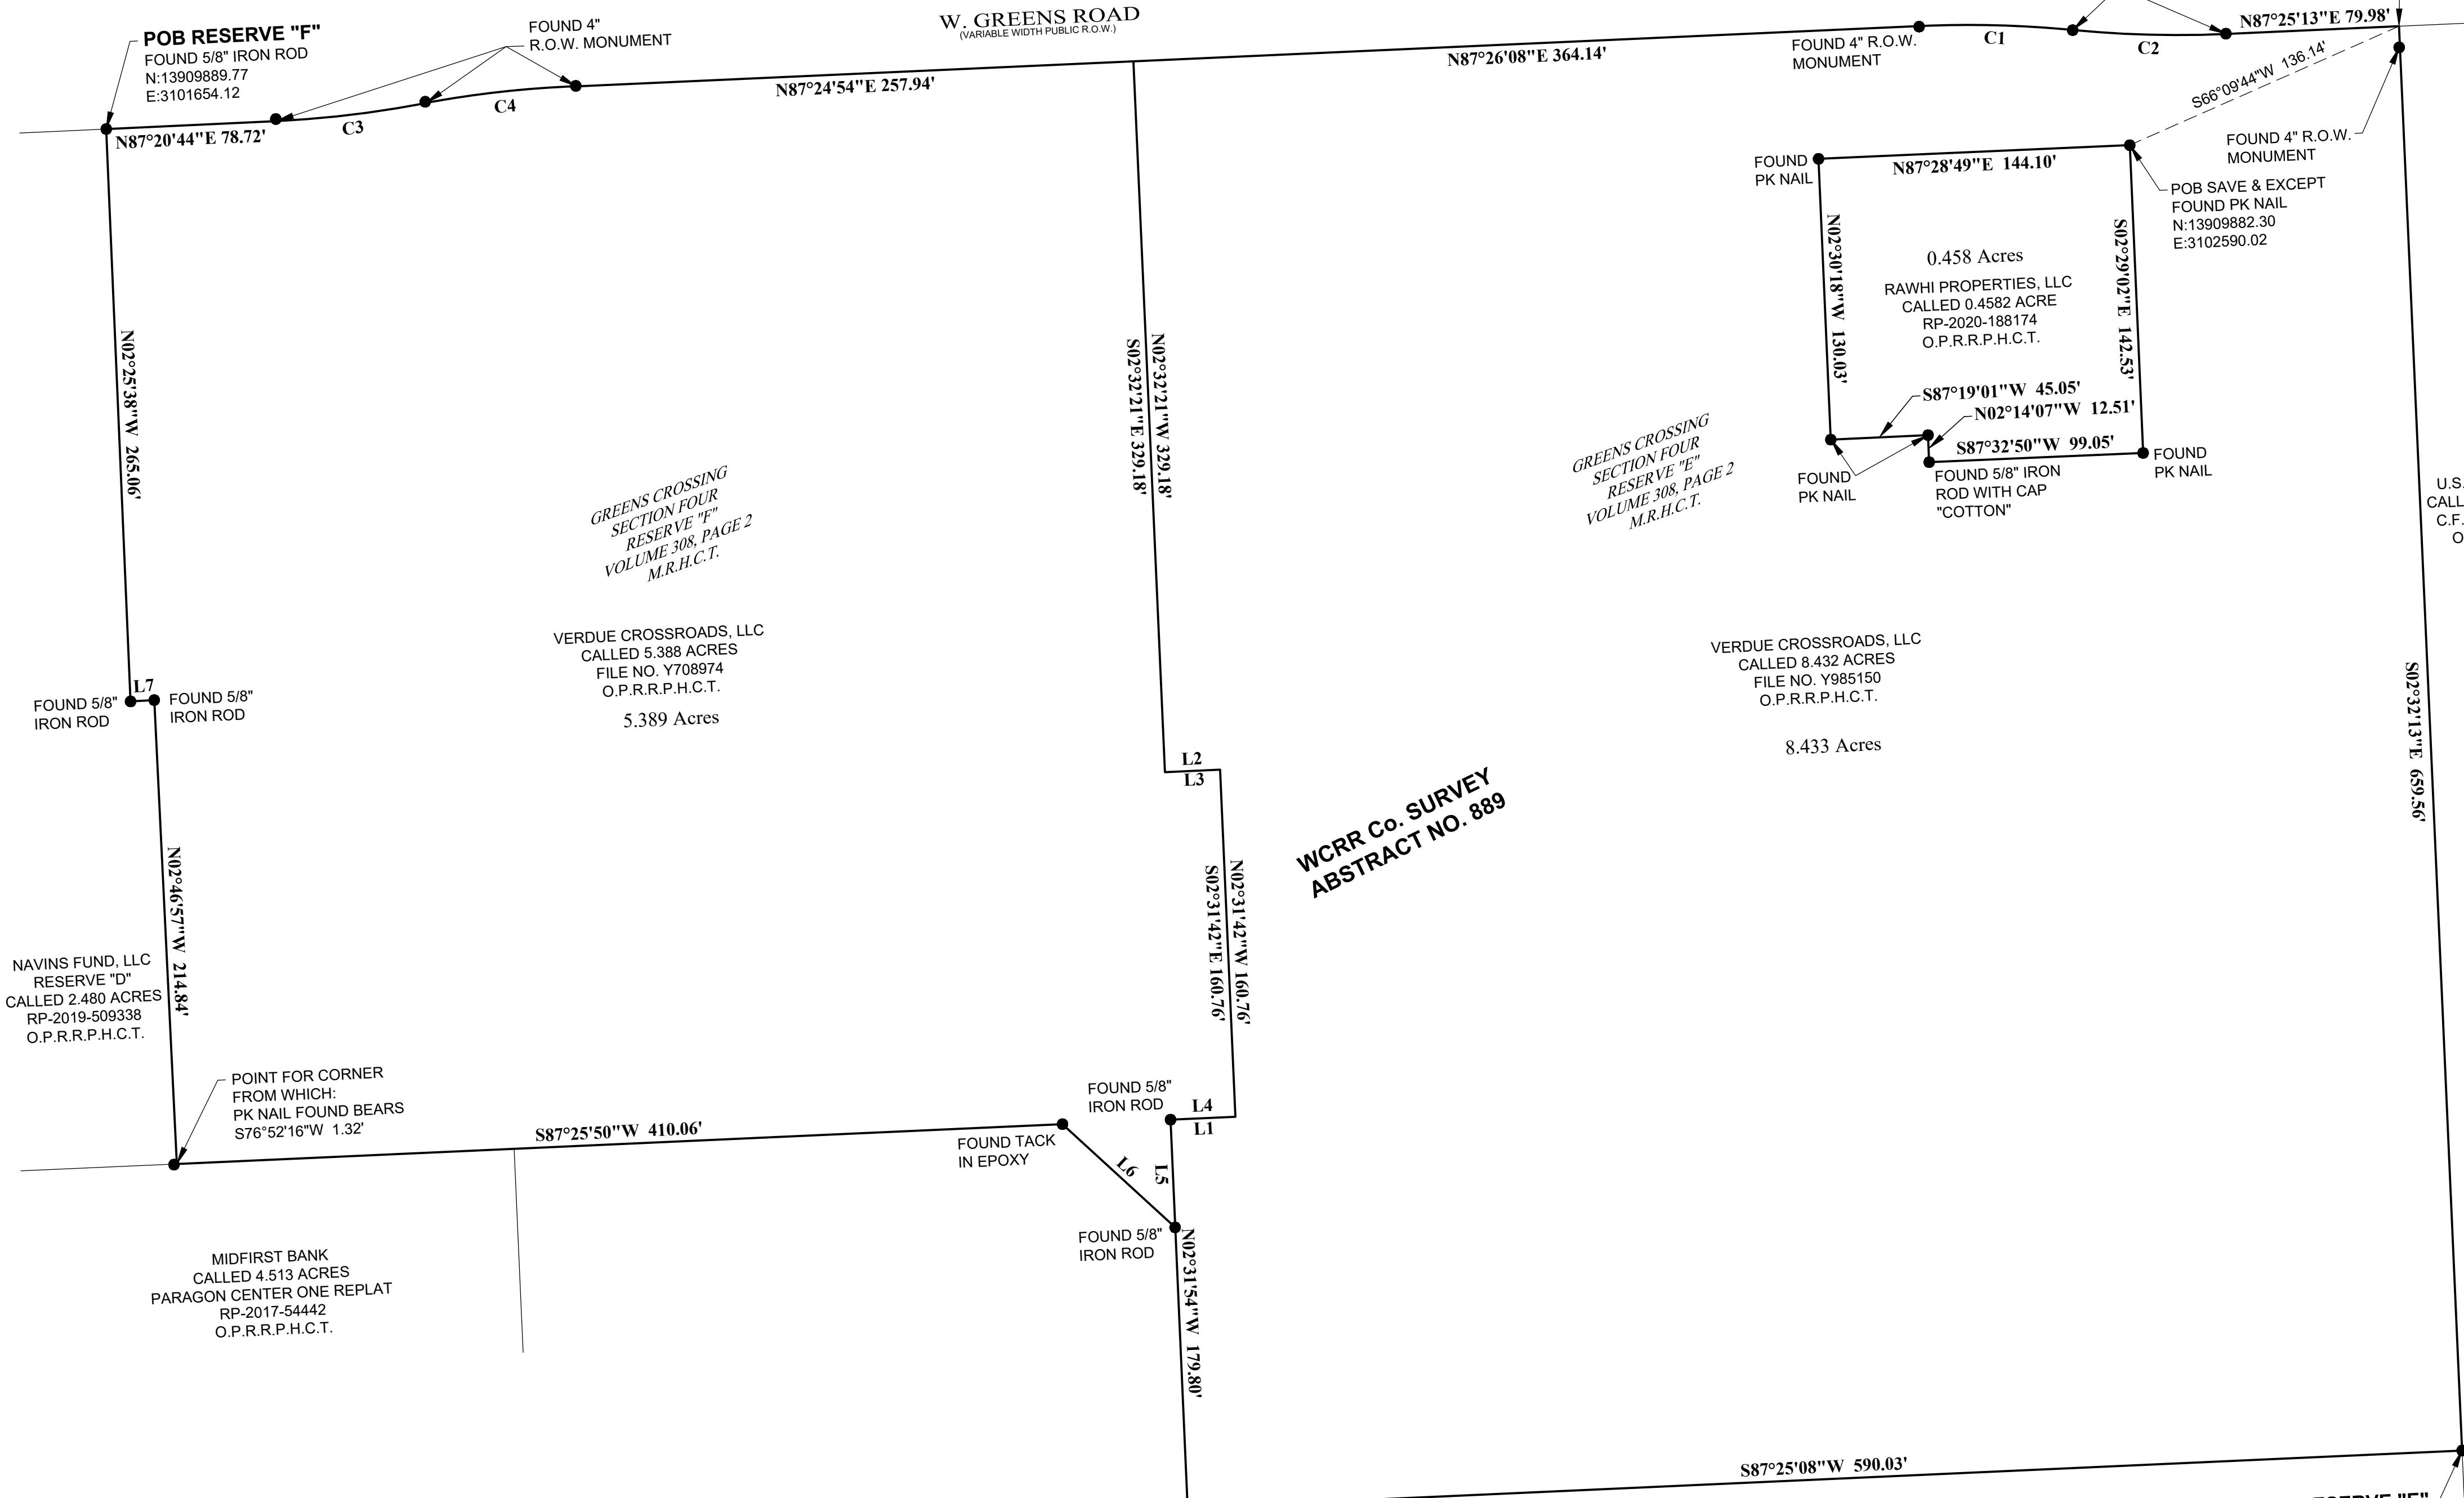 W. GREENS ROAD
(VARIABLE WIDTH PUBLIC R.O.W.)
POB RESERVE "F"
FOUND 5/8" IRON ROD
N:13909889.77
E:3101654.12
FOUND 4"
R.O.W. MONUMENT
N87°20'44"E 78.72'
C3
C4
N87°24'54"E 257.94'
N87°26'08"E 364.14'
FOUND 4" R.O.W.
MONUMENT
C1
C2
N87°25'13"E 79.98'
S66°09'44"W 136.14'
FOUND 4" R.O.W.
MONUMENT
FOUND
PK NAIL
N87°28'49"E 144.10'
POB SAVE & EXCEPT
FOUND PK NAIL
N:13909882.30
E:3102590.02
N02°30'18"W 130.03'
S02°29'02"E 142.53'
0.458 Acres
RAWHI PROPERTIES, LLC
CALLED 0.4582 ACRE
RP-2020-188174
O.P.R.R.P.H.C.T.
S87°19'01"W 45.05'
N02°14'07"W 12.51'
S87°32'50"W 99.05'
FOUND
PK NAIL
FOUND 5/8" IRON
ROD WITH CAP
"COTTON"
FOUND
PK NAIL
N02°25'38"W 265.06'
S02°32'21"E 329.18'
N02°32'21"W 329.18'
GREENS CROSSING
SECTION FOUR
RESERVE "F"
VOLUME 308, PAGE 2
M.R.H.C.T.
GREENS CROSSING
SECTION FOUR
RESERVE "E"
VOLUME 308, PAGE 2
M.R.H.C.T.
U.S.
CALL
C.F.
O
VERDUE CROSSROADS, LLC
CALLED 5.388 ACRES
FILE NO. Y708974
O.P.R.R.P.H.C.T.
5.389 Acres
VERDUE CROSSROADS, LLC
CALLED 8.432 ACRES
FILE NO. Y985150
O.P.R.R.P.H.C.T.
8.433 Acres
S02°32'13"E 659.56'
L7
FOUND 5/8"
IRON ROD
FOUND 5/8"
IRON ROD
L2
L3
WCRR Co. SURVEY
ABSTRACT NO. 889
N02°46'57"W 214.84'
S02°31'42"E 160.76'
N02°31'42"W 160.76'
NAVINS FUND, LLC
RESERVE "D"
CALLED 2.480 ACRES
RP-2019-509338
O.P.R.R.P.H.C.T.
POINT FOR CORNER
FROM WHICH:
PK NAIL FOUND BEARS
S76°52'16"W 1.32'
S87°25'50"W 410.06'
FOUND TACK
IN EPOXY
FOUND 5/8"
IRON ROD
L4
L1
L6
L5
FOUND 5/8"
IRON ROD
N02°31'54"W 179.80'
MIDFIRST BANK
CALLED 4.513 ACRES
PARAGON CENTER ONE REPLAT
RP-2017-54442
O.P.R.R.P.H.C.T.
S87°25'08"W 590.03'